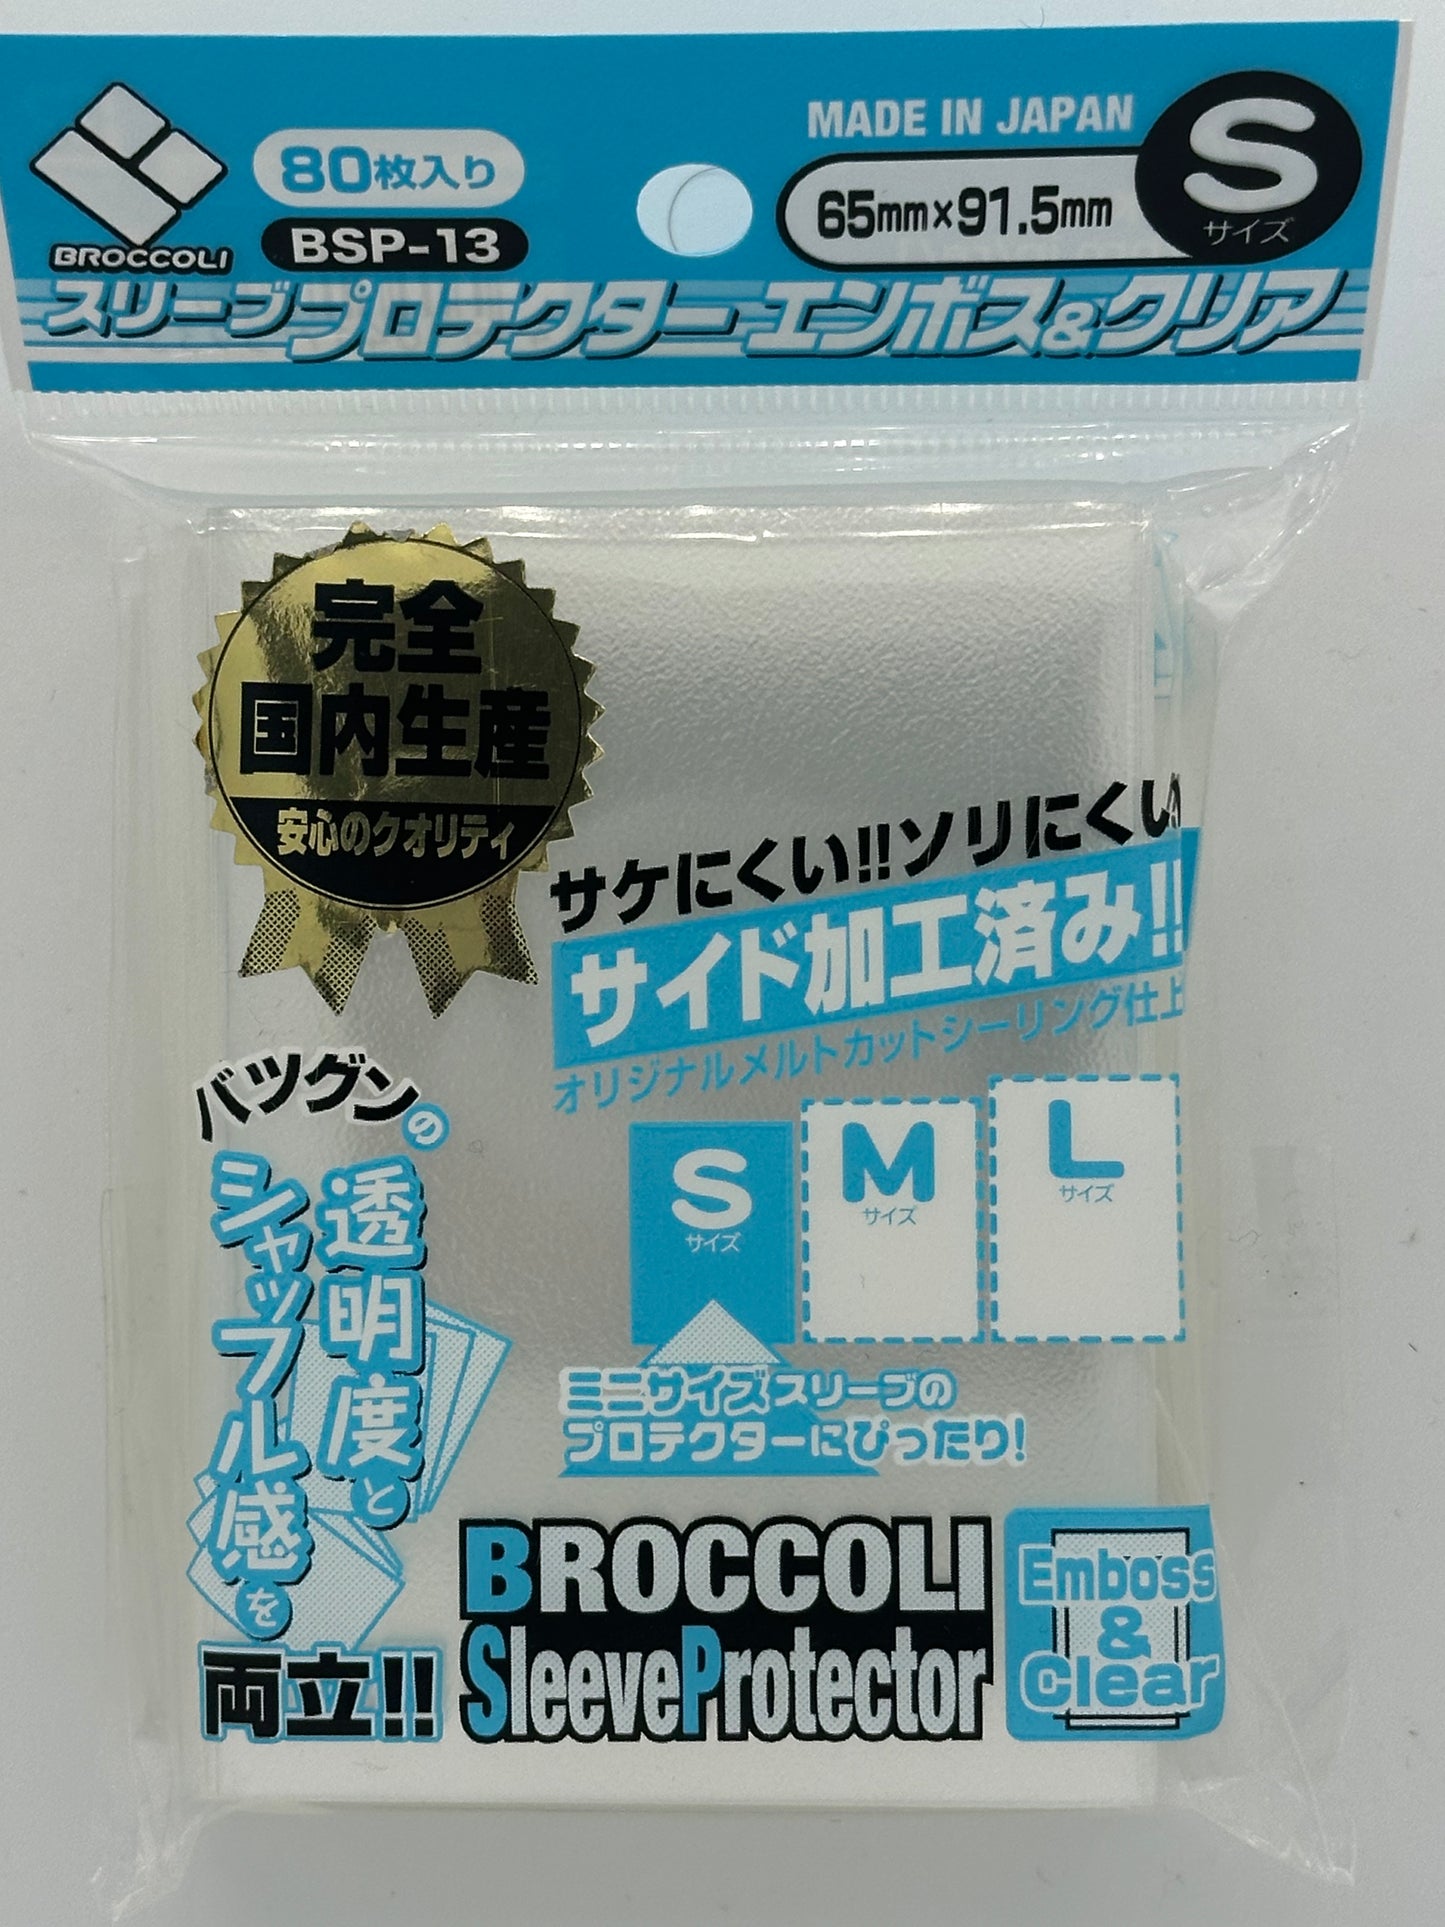 BROCCOLI
80枚入り
BSP-13
MADE IN JAPAN
65mm×91.5mm
S
サイズ
スリーブプロテクター エンボス&クリア
完全
国内生産
安心のクオリティ
サケにくい!!ソリにくい
サイド加工済み!!
オリジナルメルトカットシーリング仕上
バツグンの
透明度と
シャッフル感を
両立!!
S
サイズ
M
サイズ
L
サイズ
ミニサイズスリーブの
プロテクターにぴったり!
BROCCOLI
SleeveProtector
Emboss
&
Clear